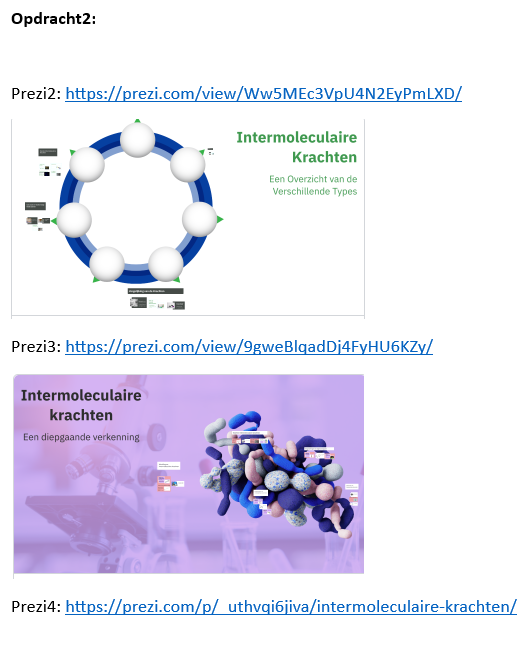 Opdracht2:
Prezi2: https://prezi.com/view/Ww5MEc3VpU4N2EyPmLXD/
Intermoleculaire
Krachten
Een Overzicht van de
Verschillende Types
Prezi3: https://prezi.com/view/9gweBlqadDj4FyHU6KZy/
Intermoleculaire
krachten
Een diepgaande verkenning
Prezi4: https://prezi.com/p/_uthvqi6jiva/intermoleculaire-krachten/